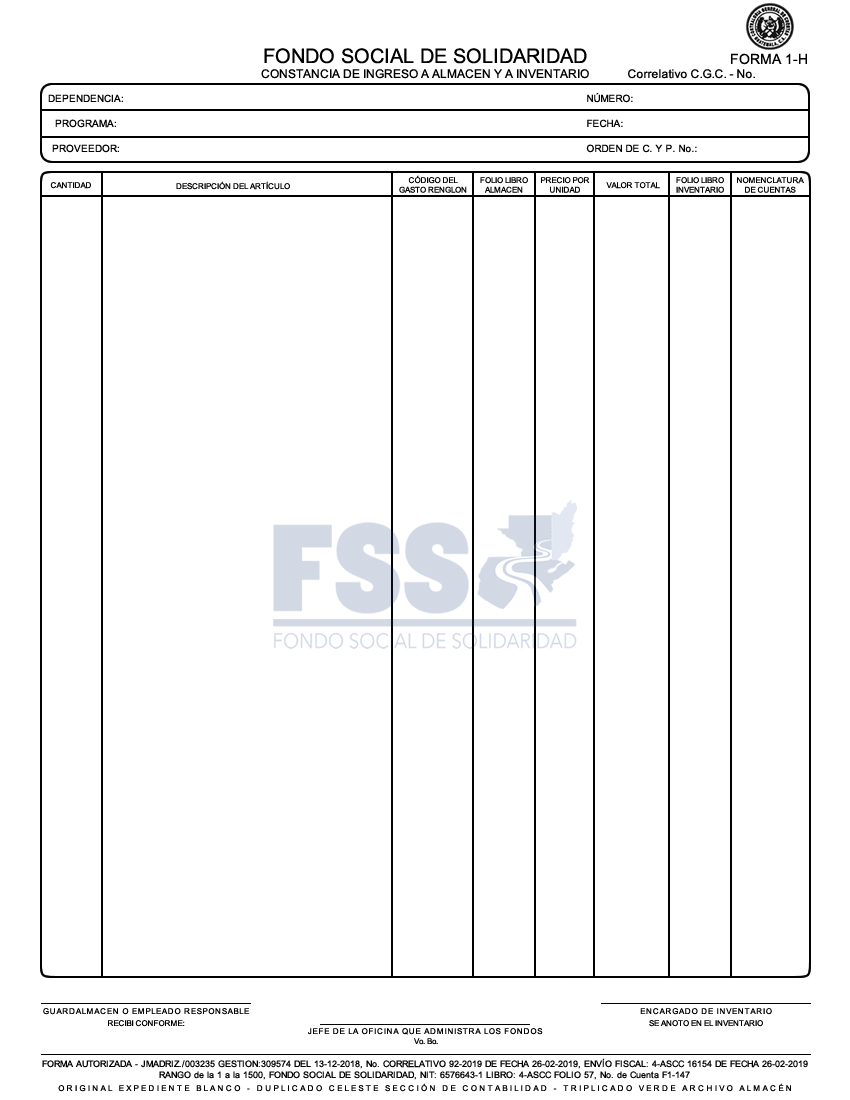 FONDO SOCIAL DE SOLIDARIDAD
FORMA 1-H
CONSTANCIA DE INGRESO A ALMACEN Y A INVENTARIO
Correlativo C.G.C. - No.
DEPENDENCIA:
NÚMERO:
PROGRAMA:
FECHA:
PROVEEDOR:
ORDEN DE C. Y P. No.:
CANTIDAD
DESCRIPCIÓN DEL ARTÍCULO
CÓDIGO DEL
GASTO RENGLON
FOLIO LIBRO
ALMACEN
PRECIO POR
UNIDAD
VALOR TOTAL
FOLIO LIBRO
INVENTARIO
NOMENCLATURA
DE CUENTAS
FSS
FONDO SOCIAL DE SOLIDARIDAD
GUARDALMACEN O EMPLEADO RESPONSABLE
RECIBI CONFORME:
JEFE DE LA OFICINA QUE ADMINISTRA LOS FONDOS
Vo. Bo.
ENCARGADO DE INVENTARIO
SE ANOTO EN EL INVENTARIO
FORMA AUTORIZADA - JMADRIZ./003235 GESTION:309574 DEL 13-12-2018, No. CORRELATIVO 92-2019 DE FECHA 26-02-2019, ENVÍO FISCAL: 4-ASCC 16154 DE FECHA 26-02-2019
RANGO de la 1 a la 1500, FONDO SOCIAL DE SOLIDARIDAD, NIT: 6576643-1 LIBRO: 4-ASCC FOLIO 57, No. de Cuenta F1-147
ORIGINAL EXPEDIENTE BLANCO - DUPLICADO CELESTE SECCIÓN DE CONTABILIDAD - TRIPLICADO VERDE ARCHIVO ALMACÉN